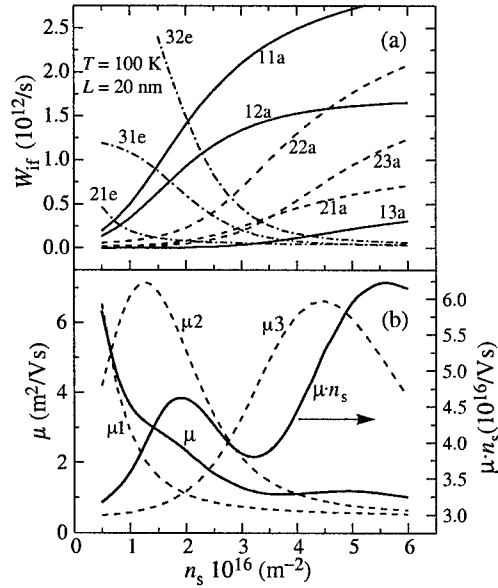 2.5
2.0
1.5
1.0
0.5
0.0
W_if (10^12/s)
T = 100 K
L = 20 nm
32e
(a)
11a
12a
31e
22a
23a
21e
21a
13a
6
4
2
0
μ (m^2/Vs)
(b)
μ2
μ3
μ1
μ
μ·n_s
6.0
5.5
5.0
4.5
4.0
3.5
3.0
μ·n_s(10^16/Vs)
0 1 2 3 4 5 6
n_s 10^16 (m^-2)